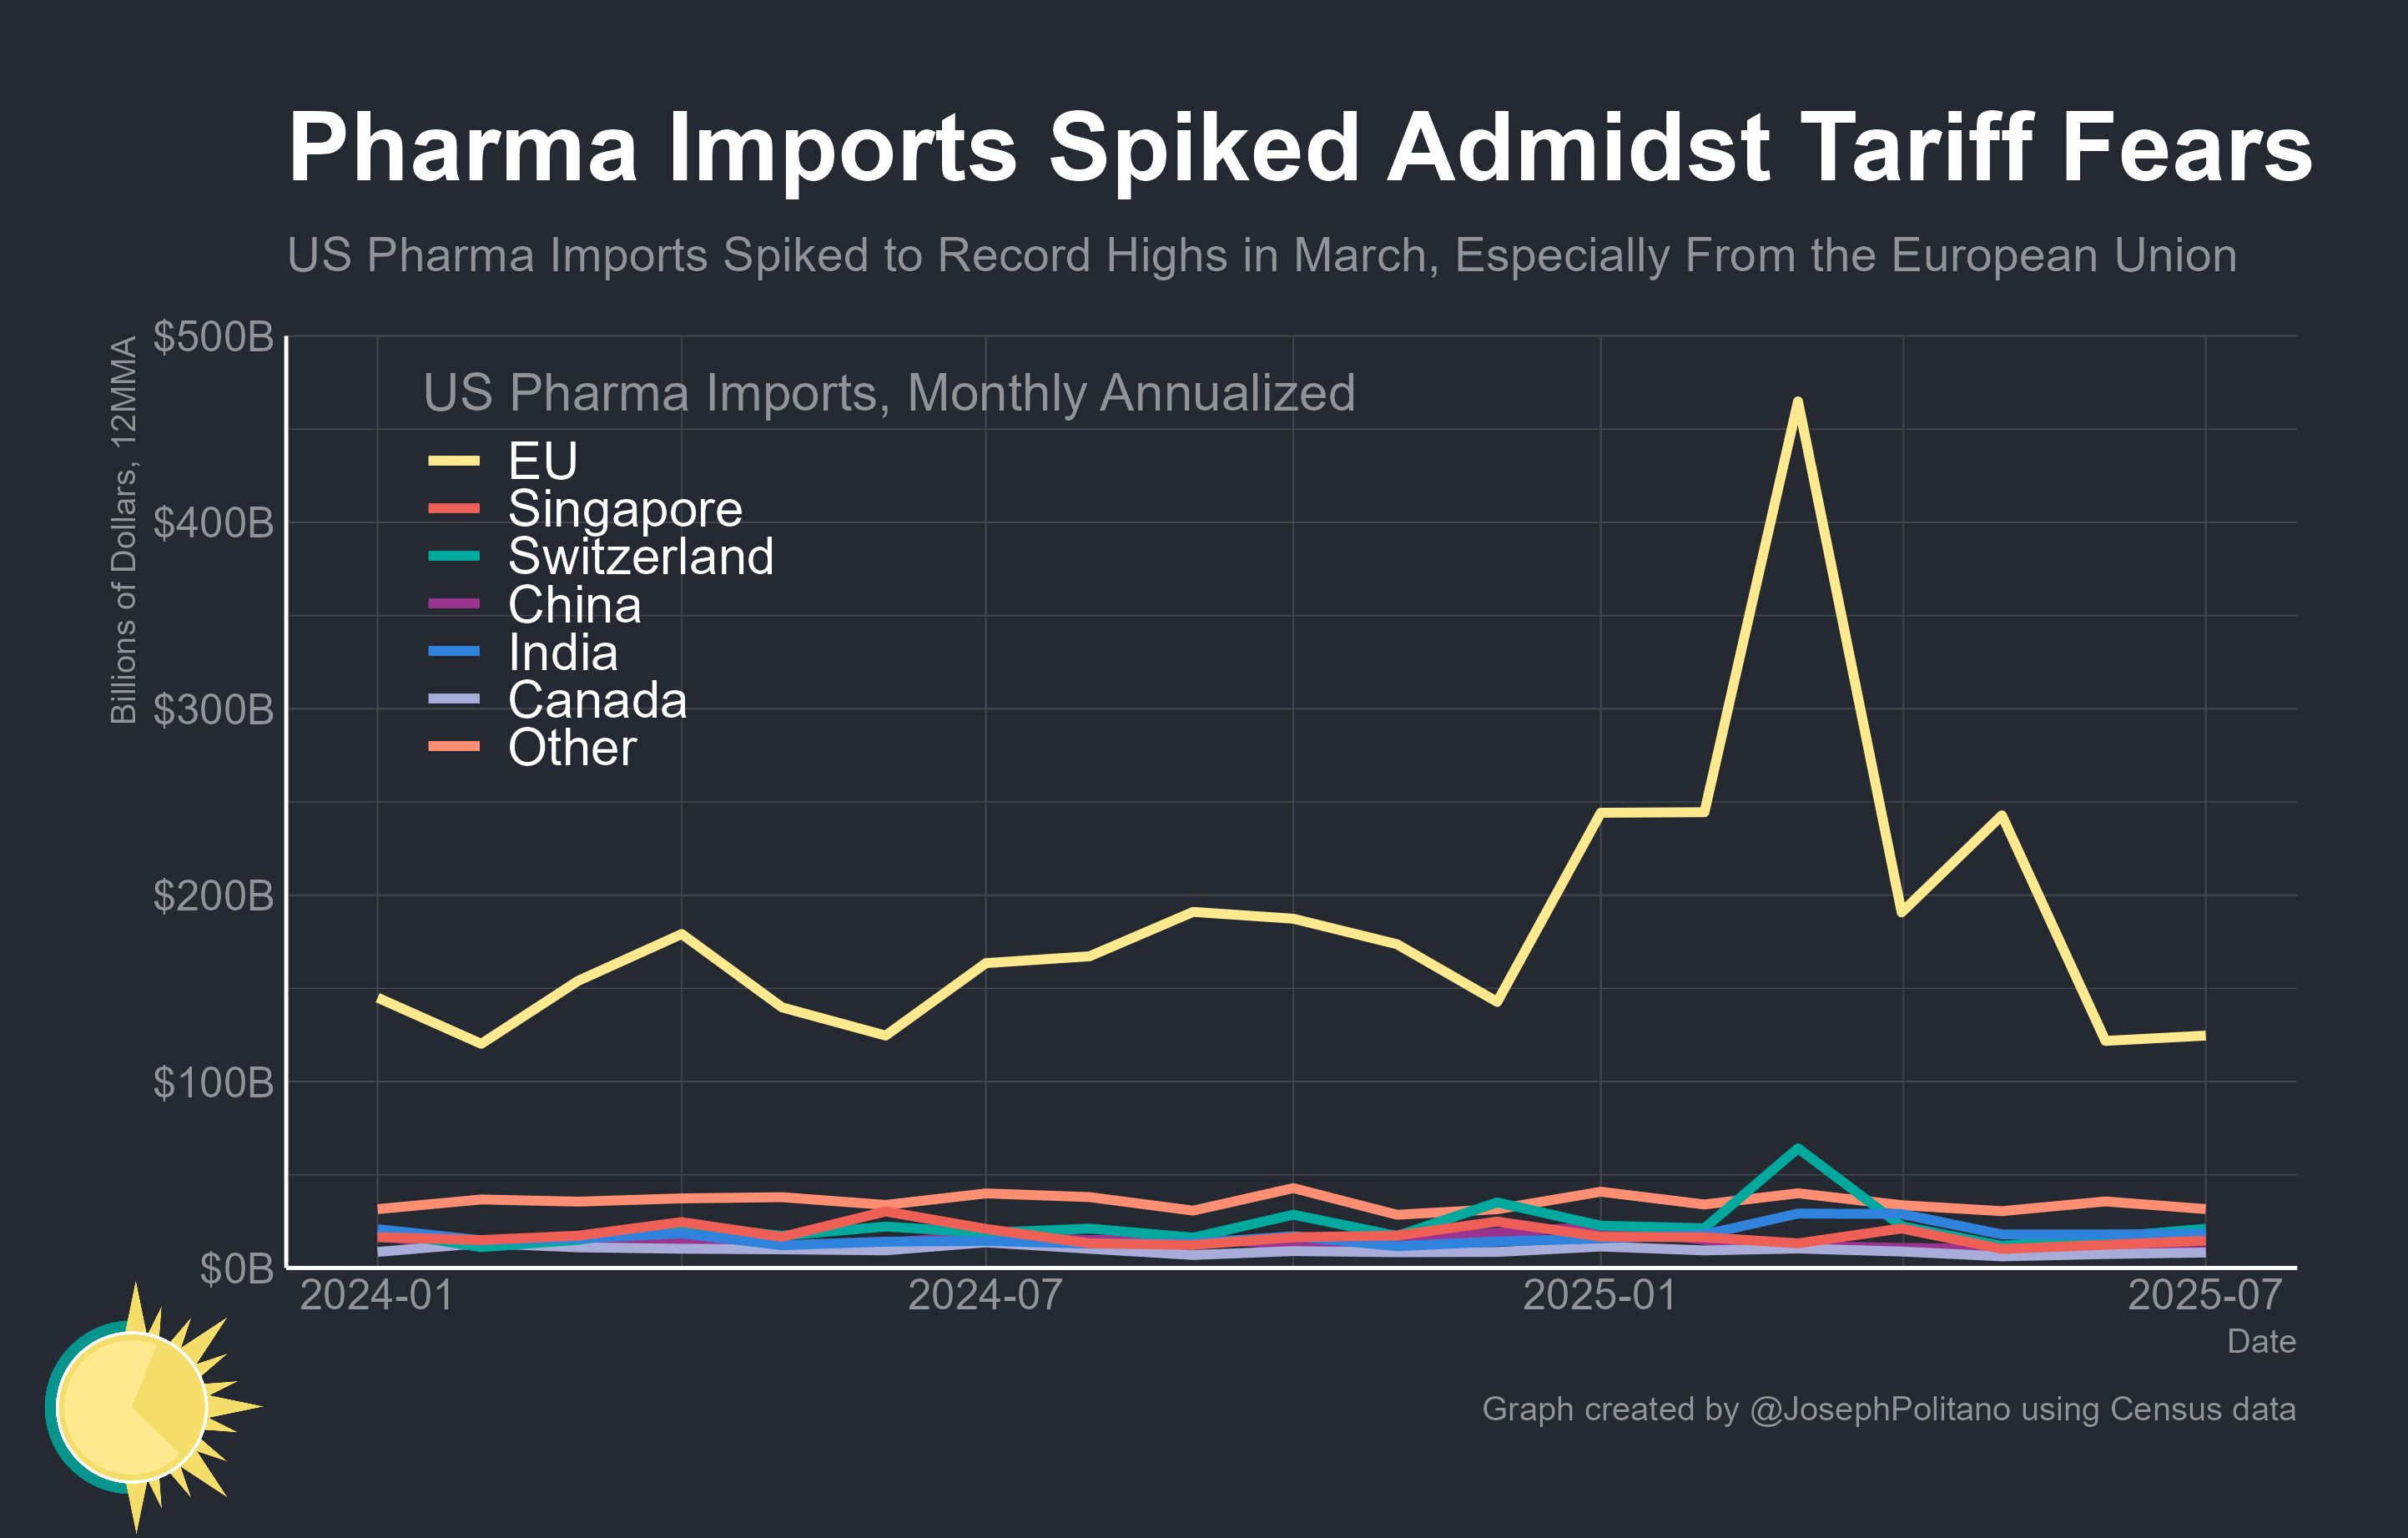 Pharma Imports Spiked Admidst Tariff Fears
US Pharma Imports Spiked to Record Highs in March, Especially From the European Union
Billions of Dollars, 12MMA
$500B
$400B
$300B
$200B
$100B
$0B
US Pharma Imports, Monthly Annualized
EU
Singapore
Switzerland
China
India
Canada
Other
2024-01
2024-07
2025-01
2025-07
Date
Graph created by @JosephPolitano using Census data